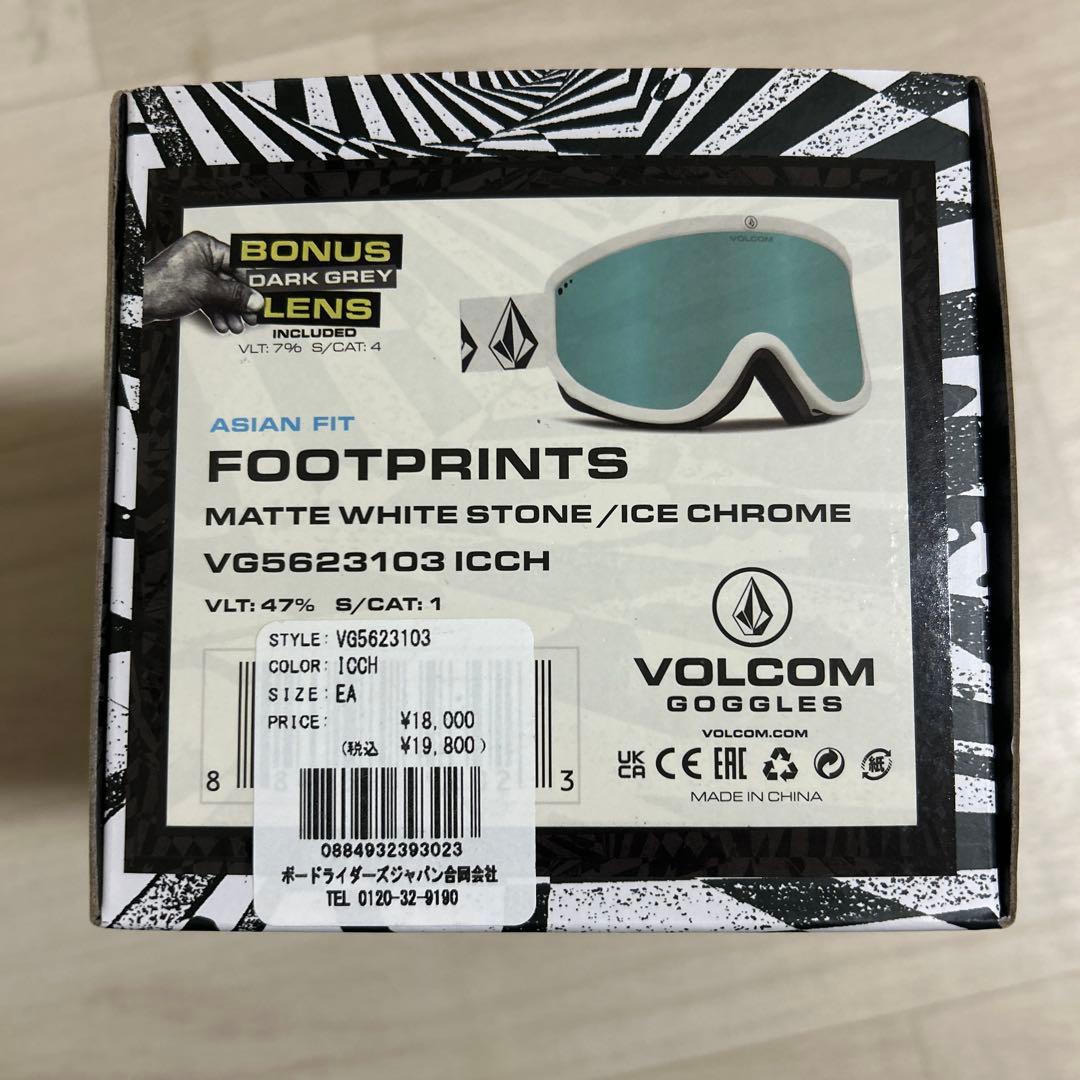 BONUS
DARK GREY
LENS
INCLUDED
VLT: 7% S/CAT: 4
VOLCOM
ASIAN FIT
FOOTPRINTS
MATTE WHITE STONE/ICE CHROME
VG5623103 ICCH
VLT: 47% S/CAT: 1
STYLE: VG5623103
COLOR: ICCH
SIZE: EA
PRICE: ¥18,000
(税込 ¥19,800)
8 3
0884932393023
ボードライダーズジャパン合同会社
TEL 0120-32-9190
VOLCOM
GOGGLES
VOLCOM.COM
UK
CA CE EAC 紙
MADE IN CHINA